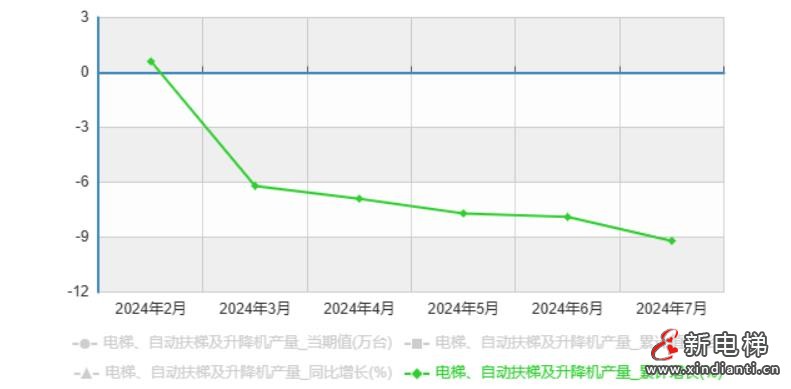 3
0
-3
-6
-9
-12
2024年2月 2024年3月 2024年4月 2024年5月 2024年6月 2024年7月
电梯、自动扶梯及升降机产量_当期值(万台) 电梯、自动扶梯及升降机产量_累
电梯、自动扶梯及升降机产量_同比增长(%) 电梯、自动扶梯及升降机产量_累计增长(%)
新电梯
www.xindianti.cn